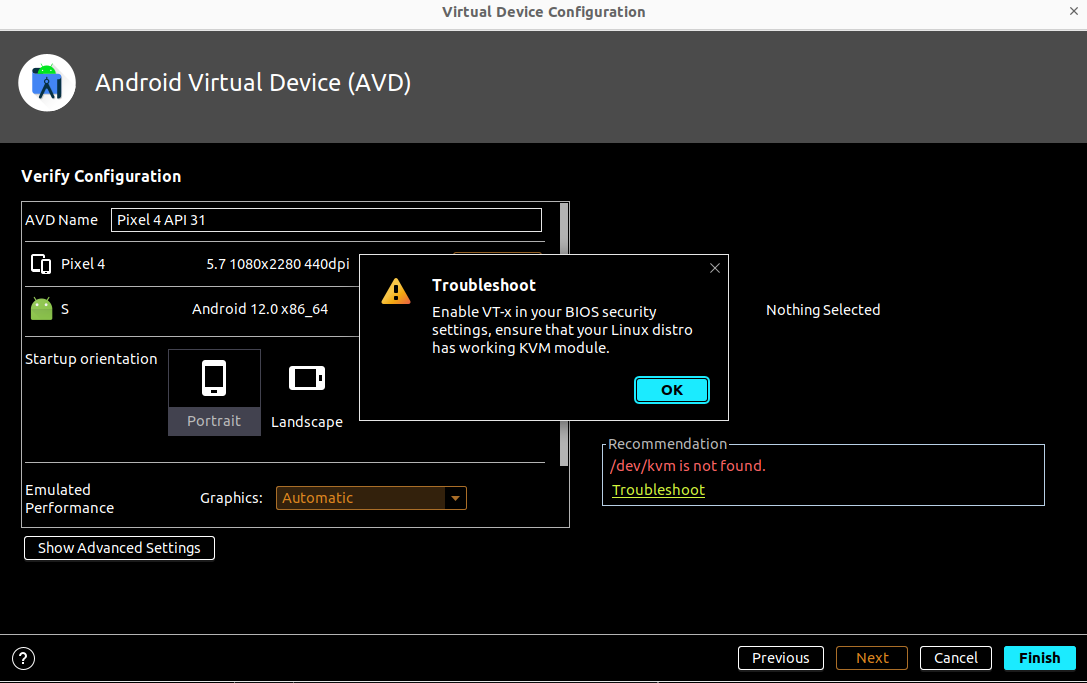 Virtual Device Configuration
Android Virtual Device (AVD)
Verify Configuration
AVD Name
Pixel 4 API 31
Pixel 4
5.7 1080x2280 440dpi
S
Android 12.0 x86_64
Startup orientation
Portrait
Landscape
Emulated
Performance
Graphics:
Automatic
Show Advanced Settings
Troubleshoot
Enable VT-x in your BIOS security
settings, ensure that your Linux distro
has working KVM module.
OK
Nothing Selected
Recommendation
/dev/kvm is not found.
Troubleshoot
?
Previous
Next
Cancel
Finish